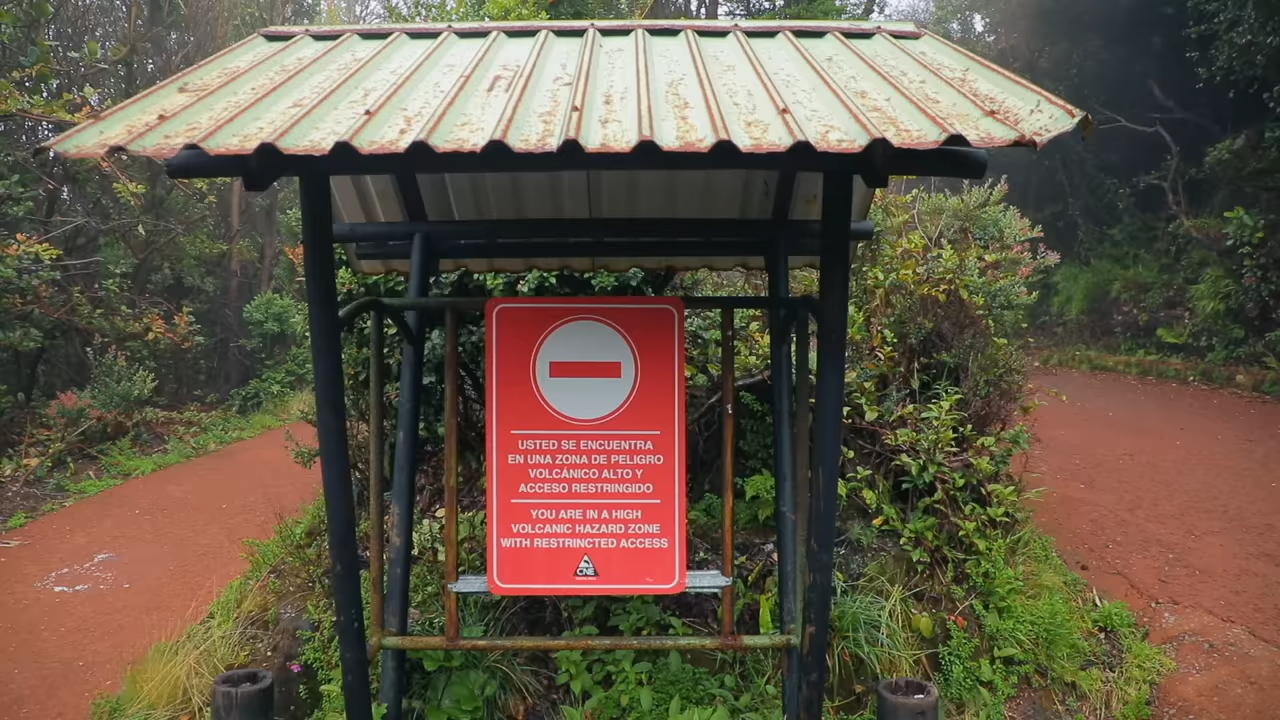 USTED SE ENCUENTRA
EN UNA ZONA DE PELIGRO
VOLCÁNICO ALTO Y
ACCESO RESTRINGIDO
YOU ARE IN A HIGH
VOLCANIC HAZARD ZONE
WITH RESTRINCTED ACCESS
CNE